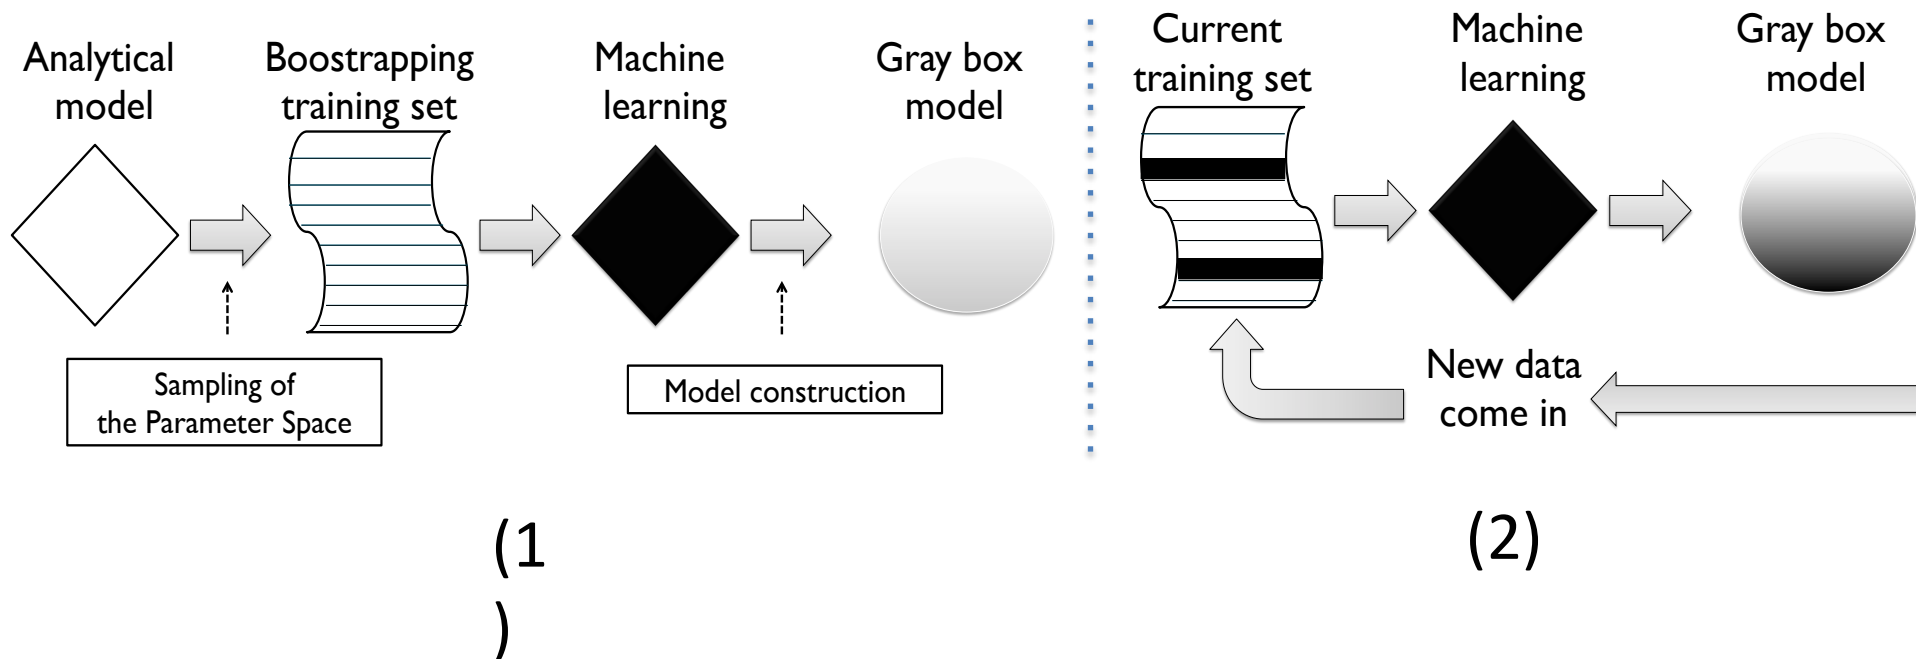 Analytical
model
Boostrapping
training set
Machine
learning
Gray box
model
Sampling of
the Parameter Space
Model construction
(1
)
Current
training set
Machine
learning
Gray box
model
New data
come in
(2)